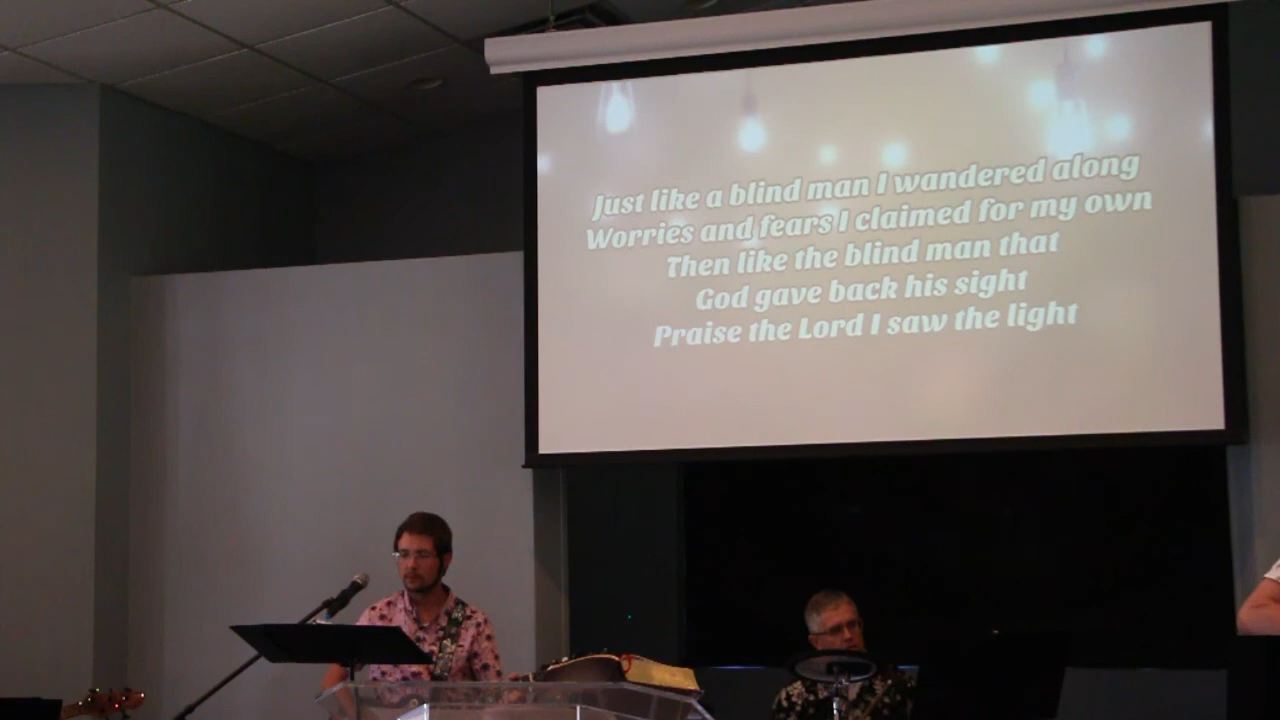 Just like a blind man I wandered along
Worries and fears I claimed for my own
Then like the blind man that
God gave back his sight
Praise the Lord I saw the light